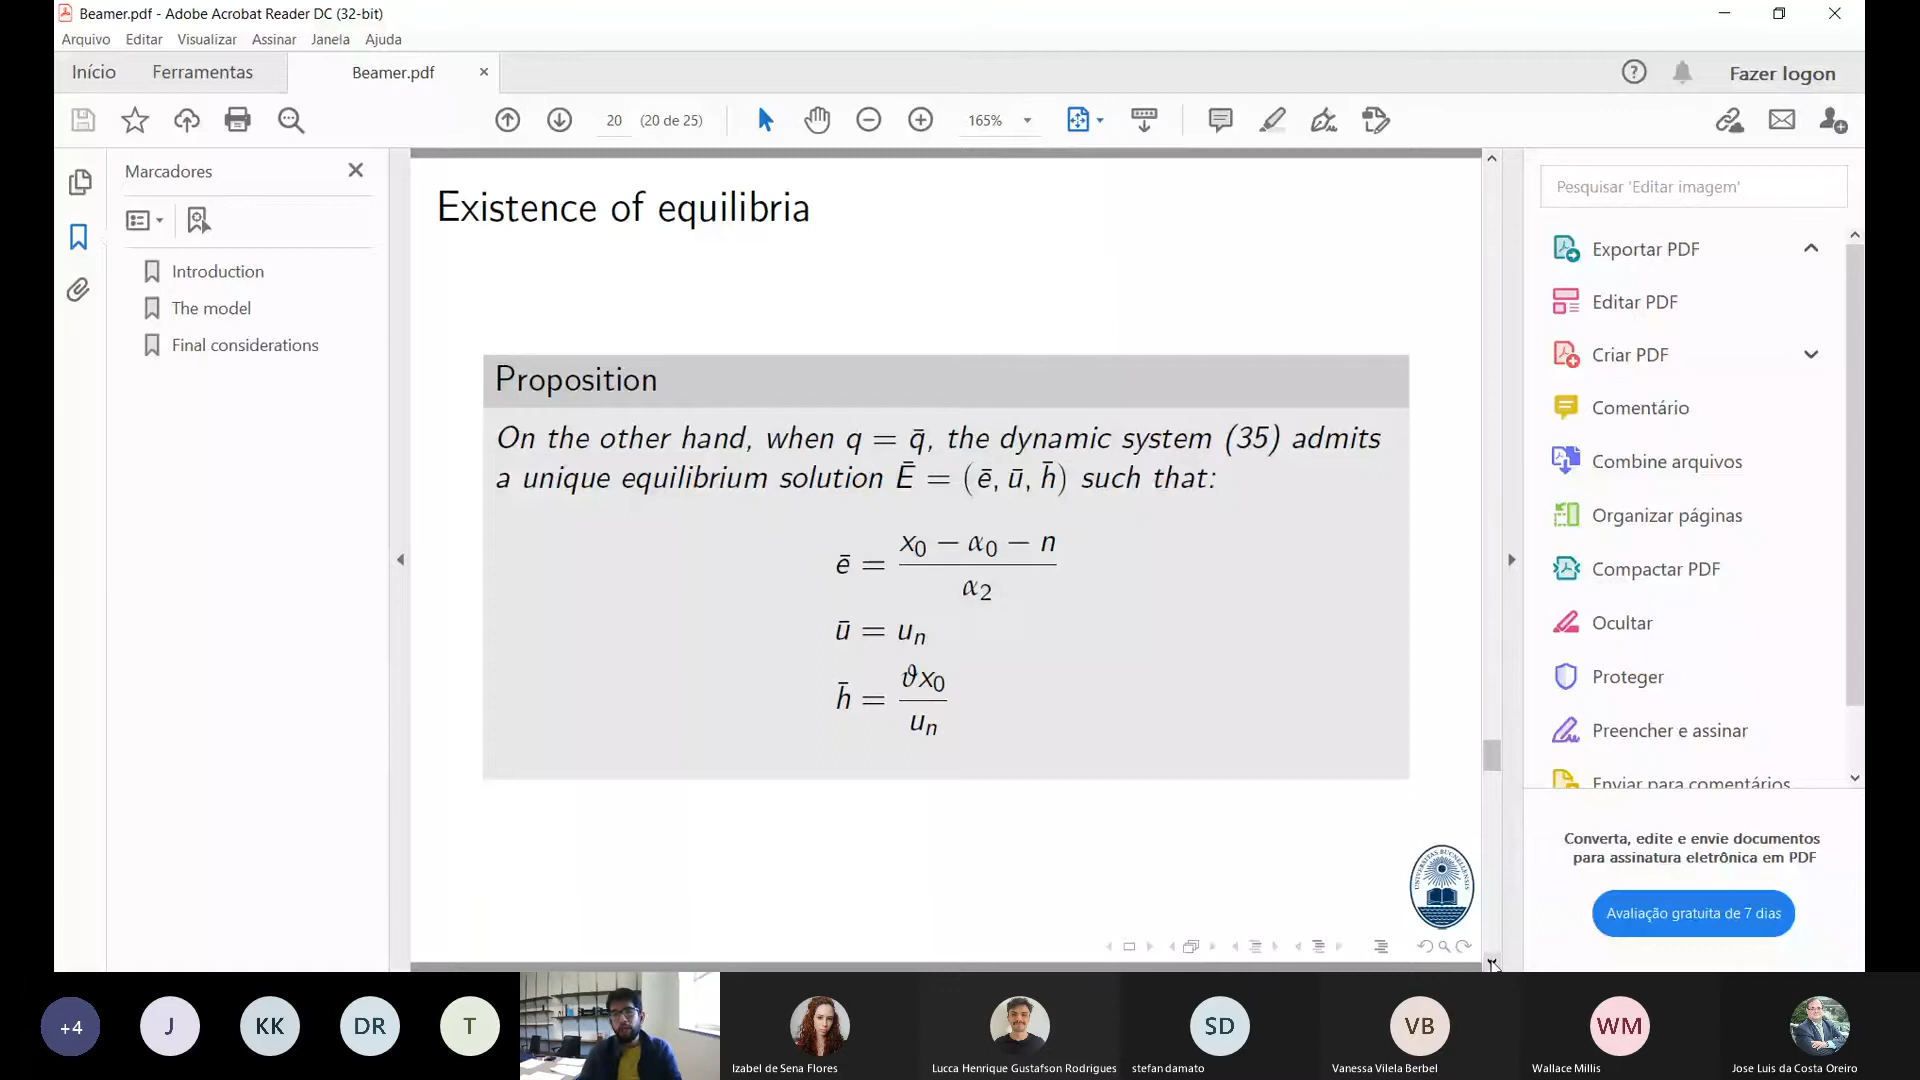 Beamer.pdf - Adobe Acrobat Reader DC (32-bit)
Arquivo Editar Visualizar Assinar Janela Ajuda
Início Ferramentas Beamer.pdf × Fazer logon
20 (20 de 25) 165%
Marcadores
Introduction
The model
Final considerations
Existence of equilibria
Proposition
On the other hand, when q = q̄, the dynamic system (35) admits
a unique equilibrium solution Ē = (ē, ū, h̄) such that:
ē = (x₀ − α₀ − n) / α₂
ū = uₙ
h̄ = ϑx₀ / uₙ
UNIVERSITAS BUCNELLENSIS
Pesquisar 'Editar imagem'
Exportar PDF
Editar PDF
Criar PDF
Comentário
Combine arquivos
Organizar páginas
Compactar PDF
Ocultar
Proteger
Preencher e assinar
Enviar para comentários
Converta, edite e envie documentos
para assinatura eletrônica em PDF
Avaliação gratuita de 7 dias
+4 J KK DR T SD VB WM
Izabel de Sena Flores Lucca Henrique Gustafson Rodrigues stefan damato Vanessa Vilela Berbel Wallace Millis Jose Luis da Costa Oreiro